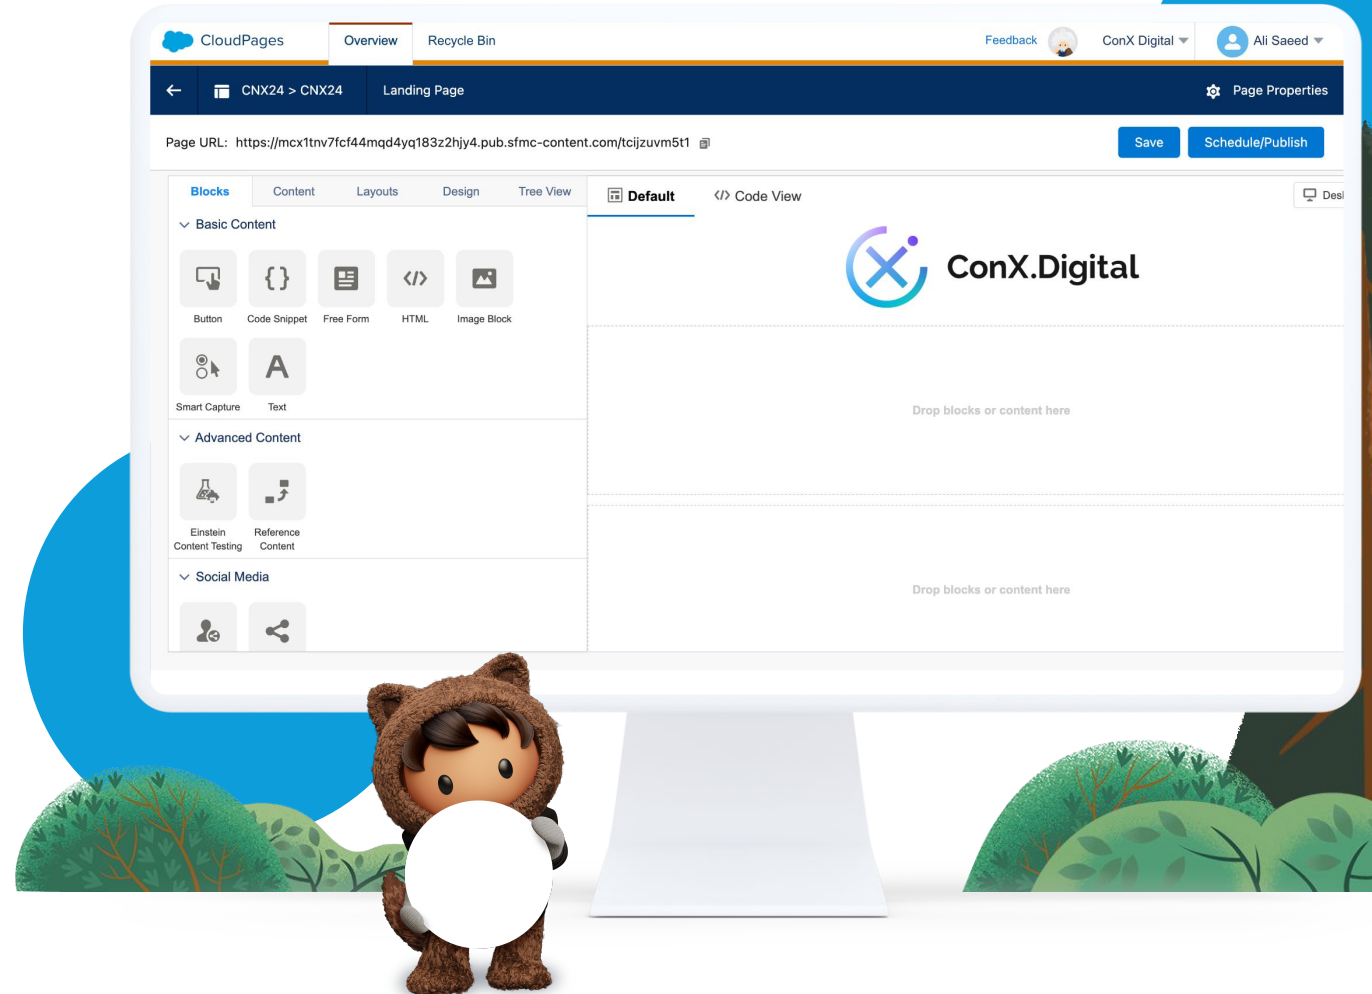 CloudPages
Overview
Recycle Bin
Feedback
ConX Digital
Ali Saeed
CNX24 > CNX24
Landing Page
Page Properties
Page URL: https://mcx1tnv7fcf44mqd4yq183z2hjy4.pub.sfmc-content.com/tcijzuvm5t1
Save
Schedule/Publish
Blocks
Content
Layouts
Design
Tree View
Default
</> Code View
Basic Content
Button
Code Snippet
Free Form
HTML
Image Block
Smart Capture
Text
Advanced Content
Einstein
Content Testing
Reference
Content
Social Media
ConX.Digital
Drop blocks or content here
Drop blocks or content here